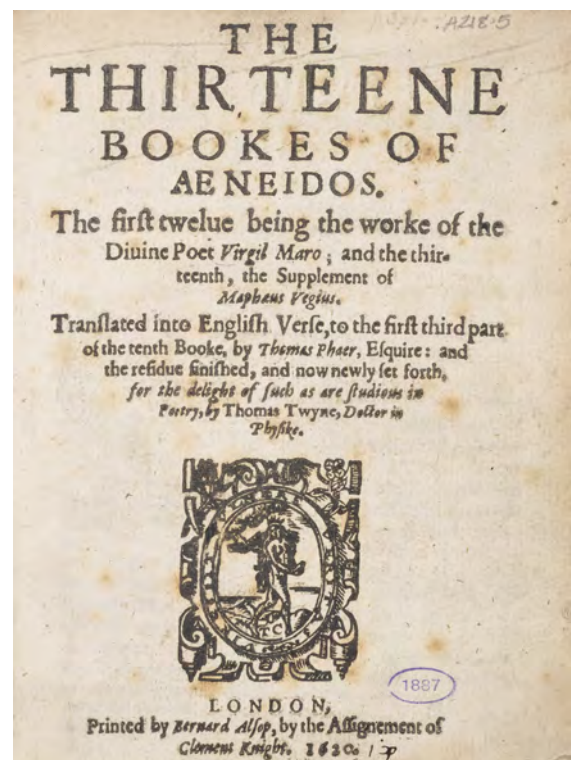 A218·5
THE
THIRTEENE
BOOKES OF
AENEIDOS.
The firſt twelue being the worke of the
Diuine Poet Virgil Maro; and the thir-
teenth, the Supplement of
Maphæus Vegius.
Tranſlated into Engliſh Verſe, to the firſt third part
of the tenth Booke, by Thomas Phaer, Eſquire: and
the reſidue finiſhed, and now newly ſet forth,
for the delight of ſuch as are ſtudious in
Poetry, by Thomas Twyne, Doctor in
Phyſike.
TC
1887
LONDON,
Printed by Bernard Alſop, by the Aſſignement of
Clement Knight. 1620.